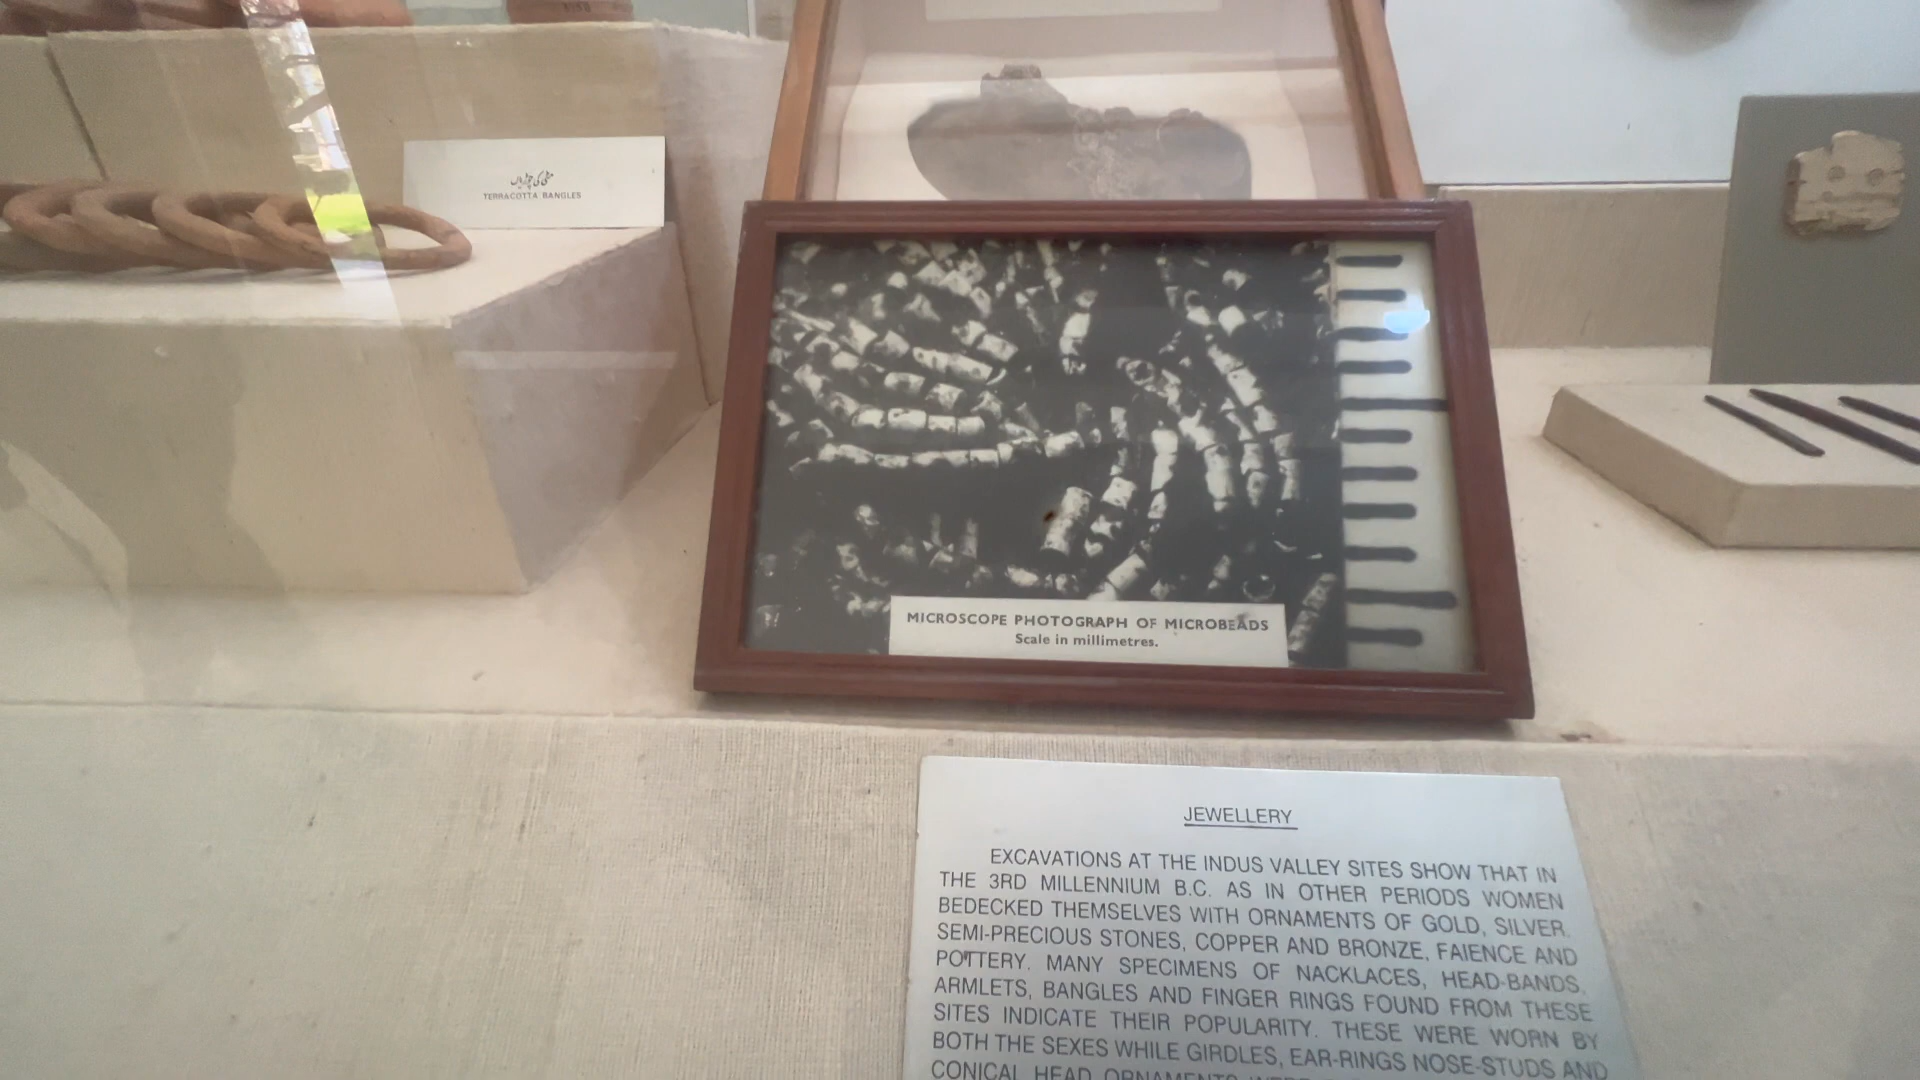 مٹی کی چوڑیاں
TERRACOTTA BANGLES
MICROSCOPE PHOTOGRAPH OF MICROBEADS
Scale in millimetres.
JEWELLERY
EXCAVATIONS AT THE INDUS VALLEY SITES SHOW THAT IN
THE 3RD MILLENNIUM B.C. AS IN OTHER PERIODS WOMEN
BEDECKED THEMSELVES WITH ORNAMENTS OF GOLD, SILVER.
SEMI-PRECIOUS STONES, COPPER AND BRONZE, FAIENCE AND
POTTERY. MANY SPECIMENS OF NACKLACES, HEAD-BANDS,
ARMLETS, BANGLES AND FINGER RINGS FOUND FROM THESE
SITES INDICATE THEIR POPULARITY. THESE WERE WORN BY
BOTH THE SEXES WHILE GIRDLES, EAR-RINGS NOSE-STUDS AND
CONICAL HEAD ORNAMENTS WERE